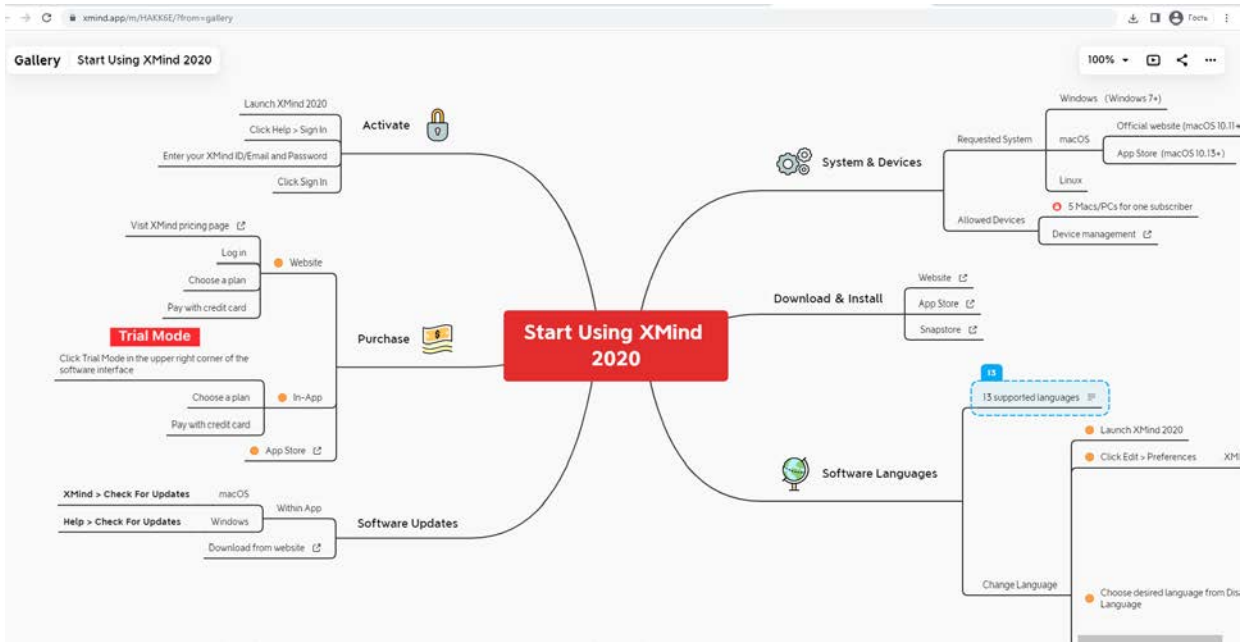 xmind.app/m/HAKK6E/?from=gallery
Гость
Gallery
Start Using XMind 2020
100%
Launch XMind 2020
Click Help > Sign In
Enter your XMind ID/Email and Password
Click Sign In
Activate
Visit XMind pricing page
Log in
Choose a plan
Pay with credit card
Website
Trial Mode
Click Trial Mode in the upper right corner of the
software interface
Choose a plan
Pay with credit card
In-App
App Store
Purchase
XMind > Check For Updates
macOS
Help > Check For Updates
Windows
Within App
Download from website
Software Updates
Start Using XMind
2020
System & Devices
Requested System
Windows (Windows 7+)
macOS
Official website (macOS 10.11+
App Store (macOS 10.13+)
Linux
Allowed Devices
5 Macs/PCs for one subscriber
Device management
Download & Install
Website
App Store
Snapstore
Software Languages
13
13 supported languages
Change Language
Launch XMind 2020
Click Edit > Preferences
Choose desired language from
Language